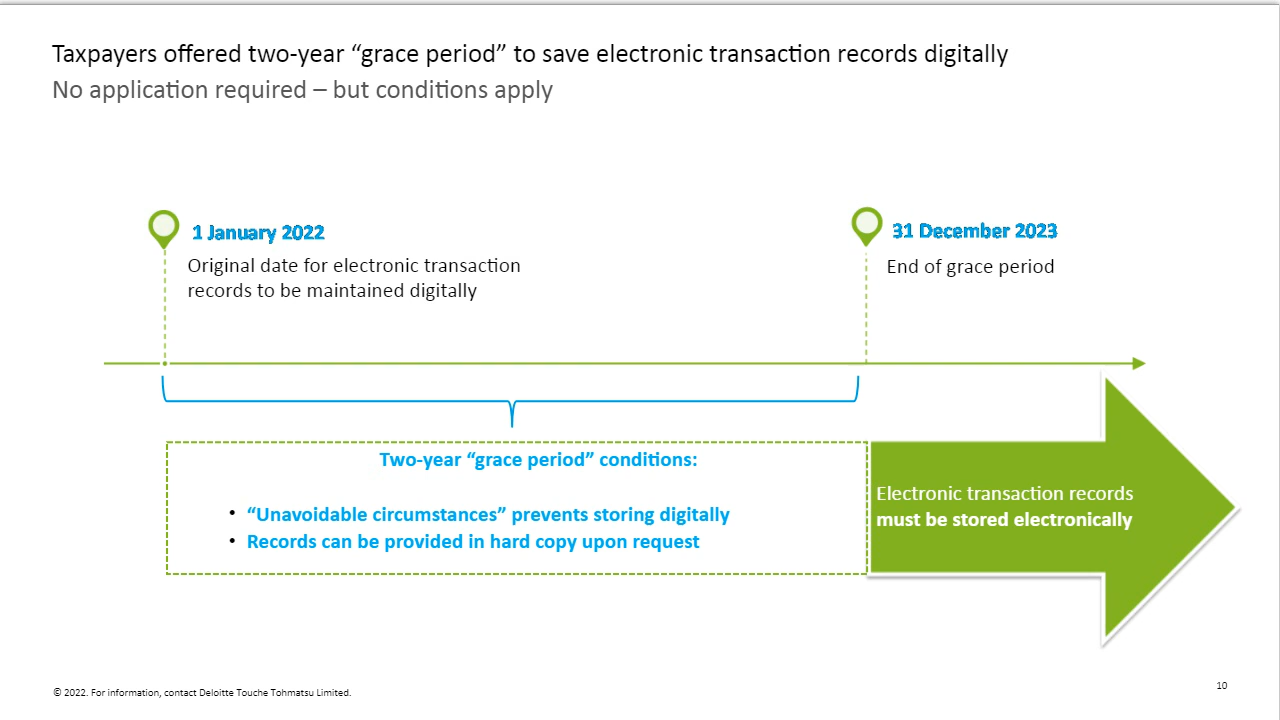 Taxpayers offered two-year “grace period” to save electronic transaction records digitally
No application required – but conditions apply
1 January 2022
Original date for electronic transaction
records to be maintained digitally
31 December 2023
End of grace period
Two-year “grace period” conditions:
• “Unavoidable circumstances” prevents storing digitally
• Records can be provided in hard copy upon request
Electronic transaction records
must be stored electronically
© 2022. For information, contact Deloitte Touche Tohmatsu Limited.
10